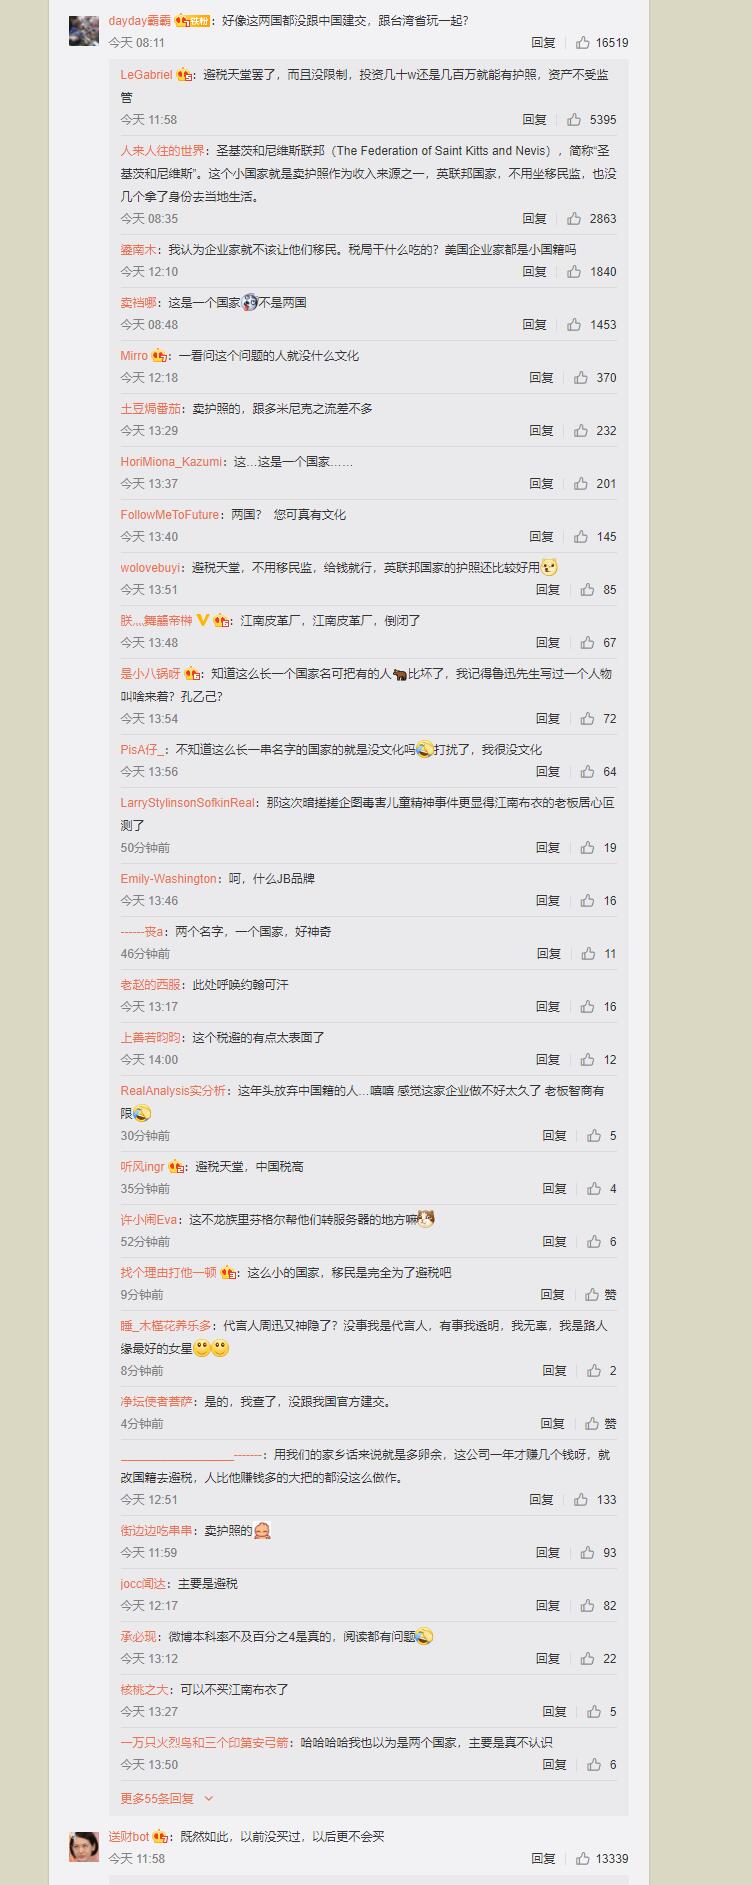 dayday霸霸 铁粉：好像这两国都没跟中国建交，跟台湾省玩一起？
今天 08:11 回复 16519
LeGabriel：避税天堂罢了，而且没限制，投资几十w还是几百万就能有护照，资产不受监
管
今天 11:58 回复 5395
人来人往的世界：圣基茨和尼维斯联邦（The Federation of Saint Kitts and Nevis），简称“圣
基茨和尼维斯”。这个小国家就是卖护照作为收入来源之一，英联邦国家，不用坐移民监，也没
几个拿了身份去当地生活。
今天 08:35 回复 2863
鎏南木：我认为企业家就不该让他们移民。税局干什么吃的？美国企业家都是小国籍吗
今天 12:10 回复 1840
卖裆哪：这是一个国家不是两国
今天 08:48 回复 1453
Mirro：一看问这个问题的人就没什么文化
今天 12:18 回复 370
土豆焗番茄：卖护照的，跟多米尼克之流差不多
今天 13:29 回复 232
HoriMiona_Kazumi：这...这是一个国家……
今天 13:37 回复 201
FollowMeToFuture：两国？ 您可真有文化
今天 13:40 回复 145
wolovebuyi：避税天堂，不用移民监，给钱就行，英联邦国家的护照还比较好用
今天 13:51 回复 85
朕灬舞龘帝榊：江南皮革厂，江南皮革厂，倒闭了
今天 13:48 回复 67
是小八锅呀：知道这么长一个国家名可把有的人比坏了，我记得鲁迅先生写过一个人物
叫啥来着？孔乙己？
今天 13:54 回复 72
PisA仔_：不知道这么长一串名字的国家的就是没文化吗打扰了，我很没文化
今天 13:56 回复 64
LarryStylinsonSofkinReal：那这次暗搓搓企图毒害儿童精神事件更显得江南布衣的老板居心叵
测了
50分钟前 回复 19
Emily-Washington：呵，什么JB品牌
今天 13:46 回复 16
------丧a：两个名字，一个国家，好神奇
46分钟前 回复 11
老赵的西服：此处呼唤约翰可汗
今天 13:17 回复 16
上善若昀昀：这个税避的有点太表面了
今天 14:00 回复 12
RealAnalysis实分析：这年头放弃中国籍的人...嘻嘻 感觉这家企业做不好太久了 老板智商有
限
30分钟前 回复 5
听风ingr：避税天堂，中国税高
35分钟前 回复 4
许小闹Eva：这不龙族里芬格尔帮他们转服务器的地方嘛
52分钟前 回复 6
找个理由打他一顿：这么小的国家，移民是完全为了避税吧
9分钟前 回复 赞
睡_木槿花养乐多：代言人周迅又神隐了？没事我是代言人，有事我透明，我无辜，我是路人
缘最好的女星
8分钟前 回复 2
净坛使者菩萨：是的，我查了，没跟我国官方建交。
4分钟前 回复 赞
_________________-------：用我们的家乡话来说就是多卵余，这公司一年才赚几个钱呀，就
改国籍去避税，人比他赚钱多的大把的都没这么做作。
今天 12:51 回复 133
街边边吃串串：卖护照的
今天 11:59 回复 93
jocc闻达：主要是避税
今天 12:17 回复 82
承必现：微博本科率不及百分之4是真的，阅读都有问题
今天 13:12 回复 22
核桃之大：可以不买江南布衣了
今天 13:27 回复 5
一万只火烈鸟和三个印第安弓箭：哈哈哈哈我也以为是两个国家，主要是真不认识
今天 13:50 回复 6
更多55条回复
送财bot：既然如此，以前没买过，以后更不会买
今天 11:58 回复 13339